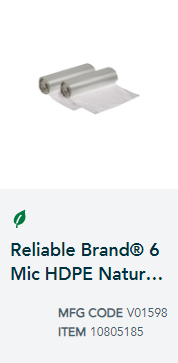 Reliable Brand® 6
Mic HDPE Natur...
MFG CODE V01598
ITEM 10805185